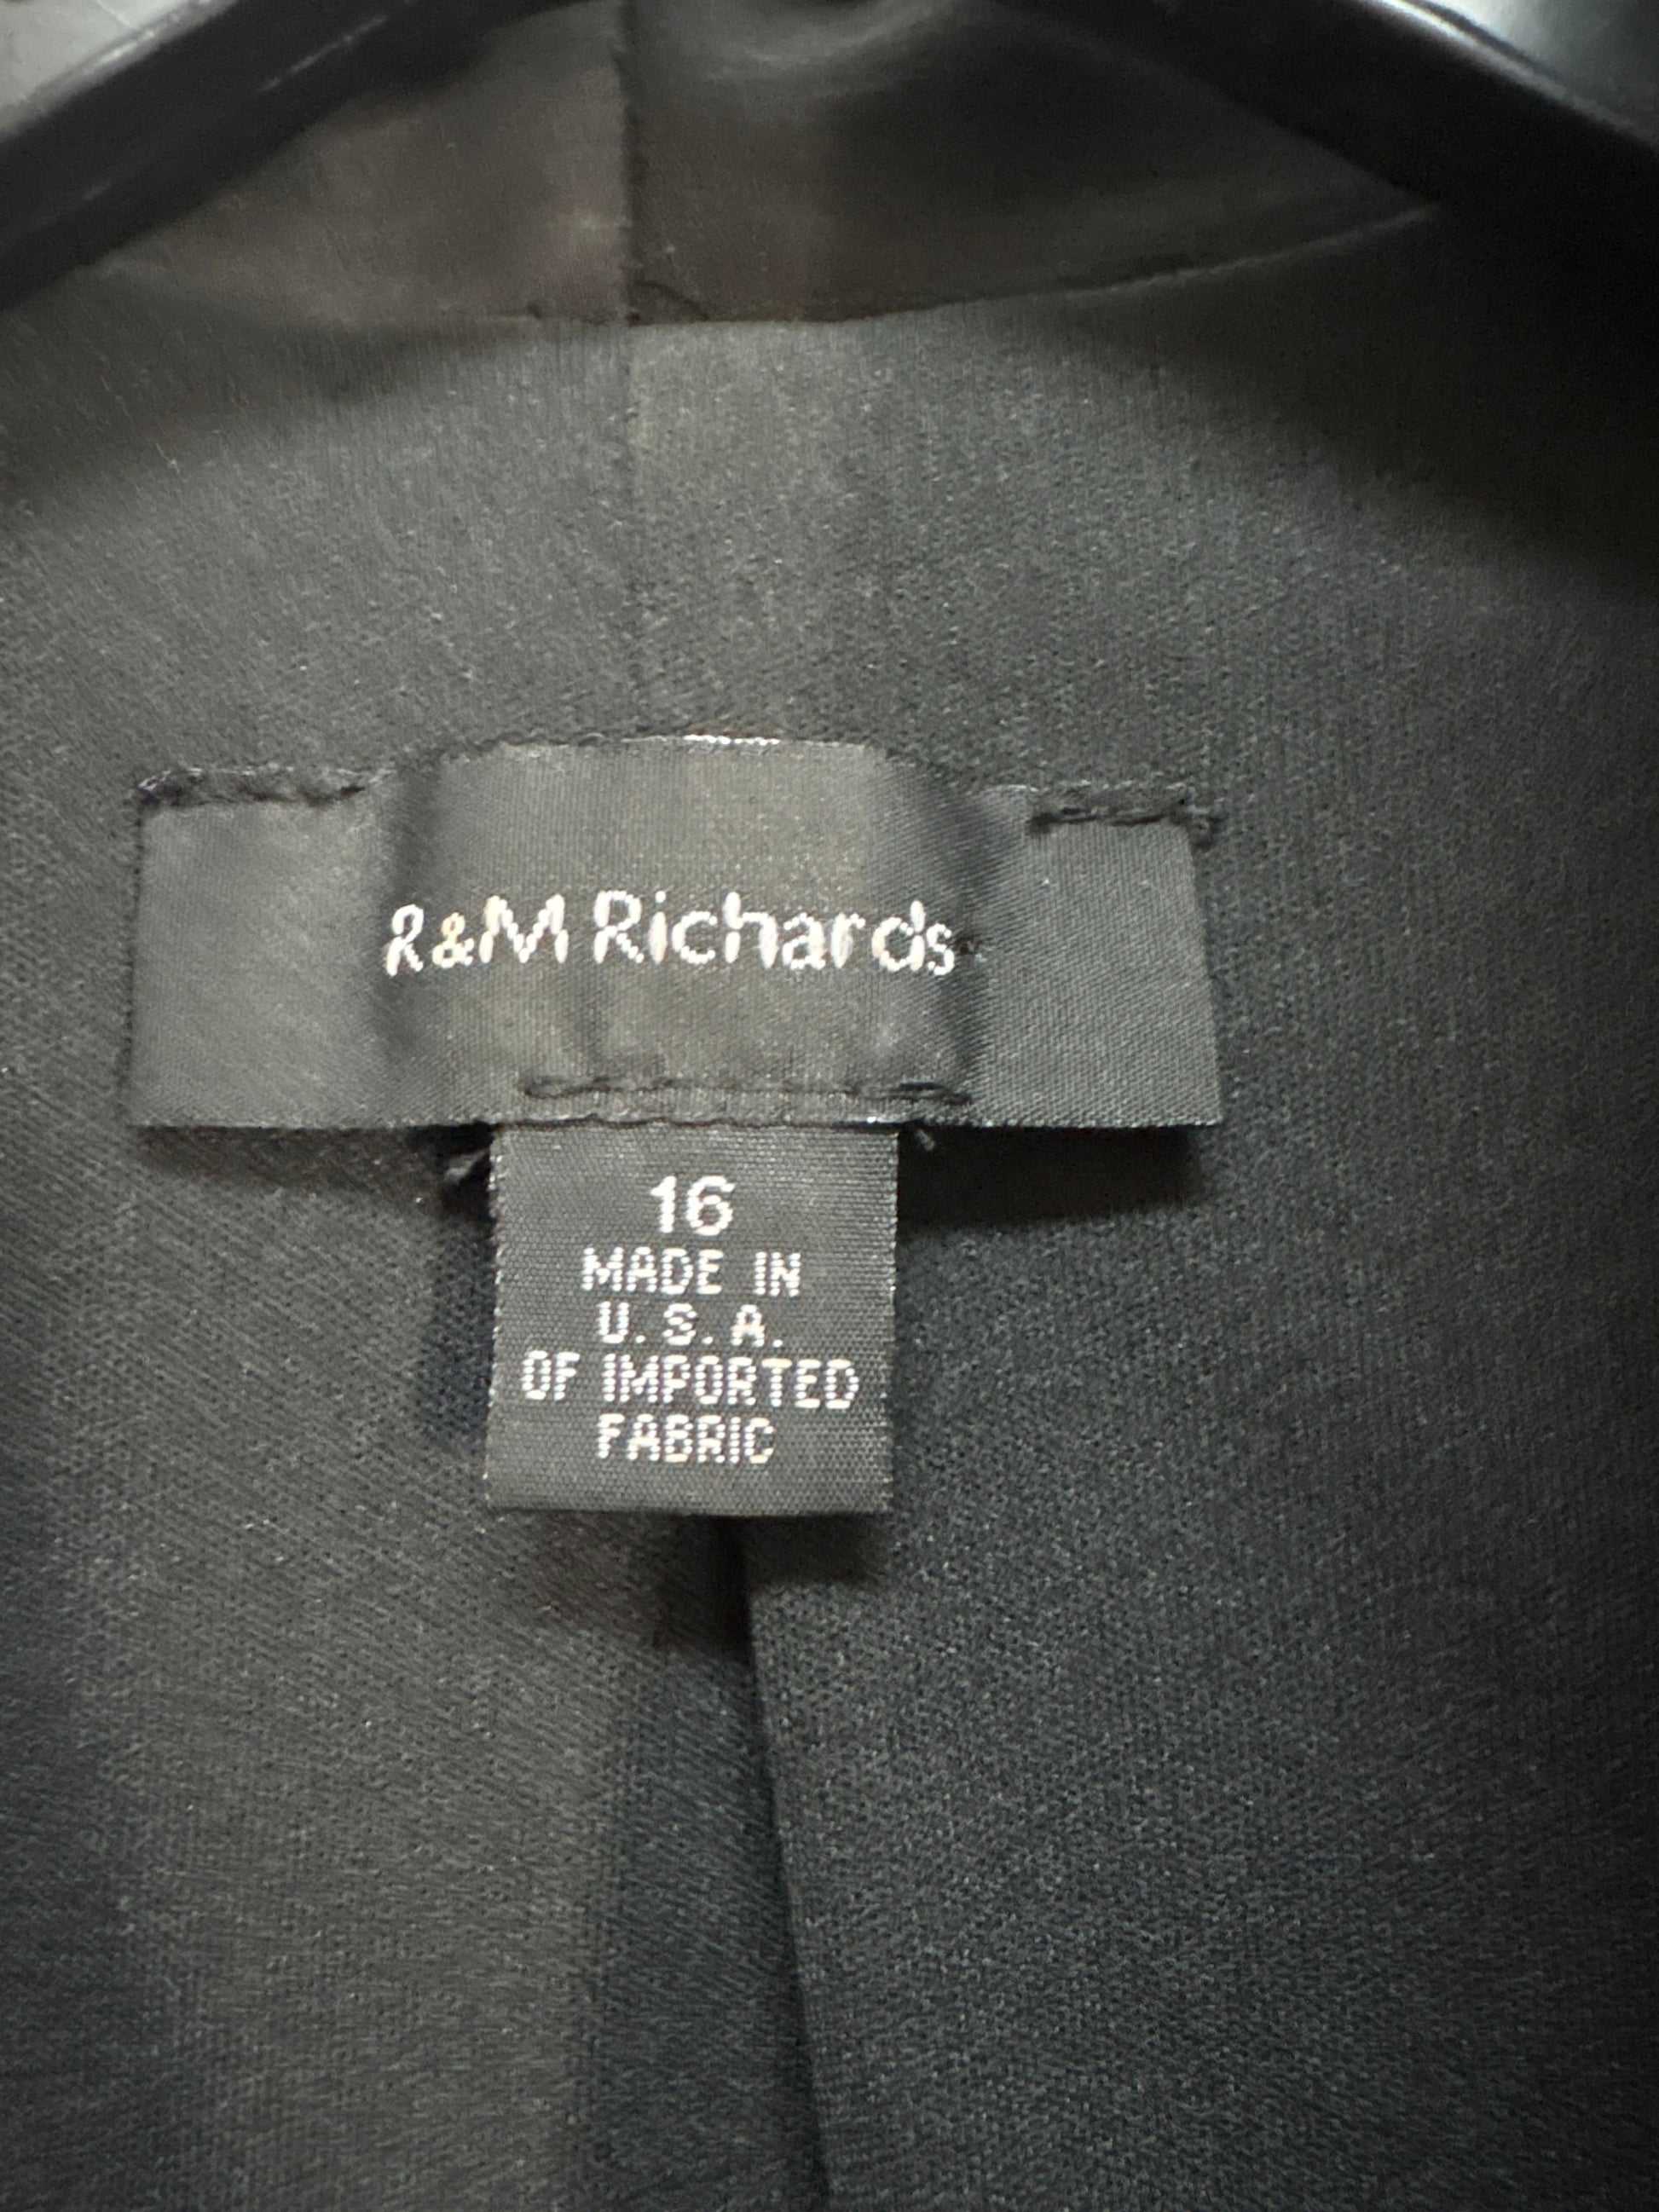 R&M Richards
16
MADE IN
U.S.A.
OF IMPORTED
FABRIC